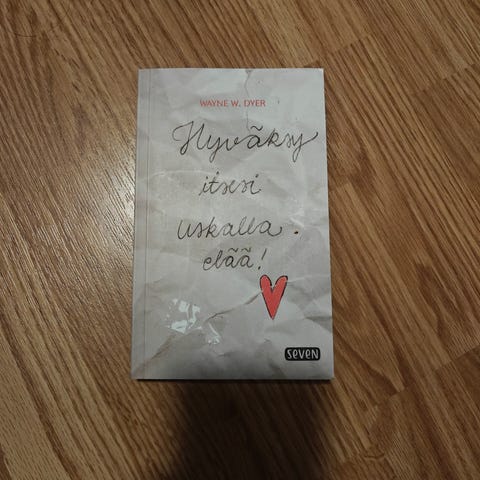 WAYNE W. DYER
Hyväksy
itsesi
uskalla
elää!
seven